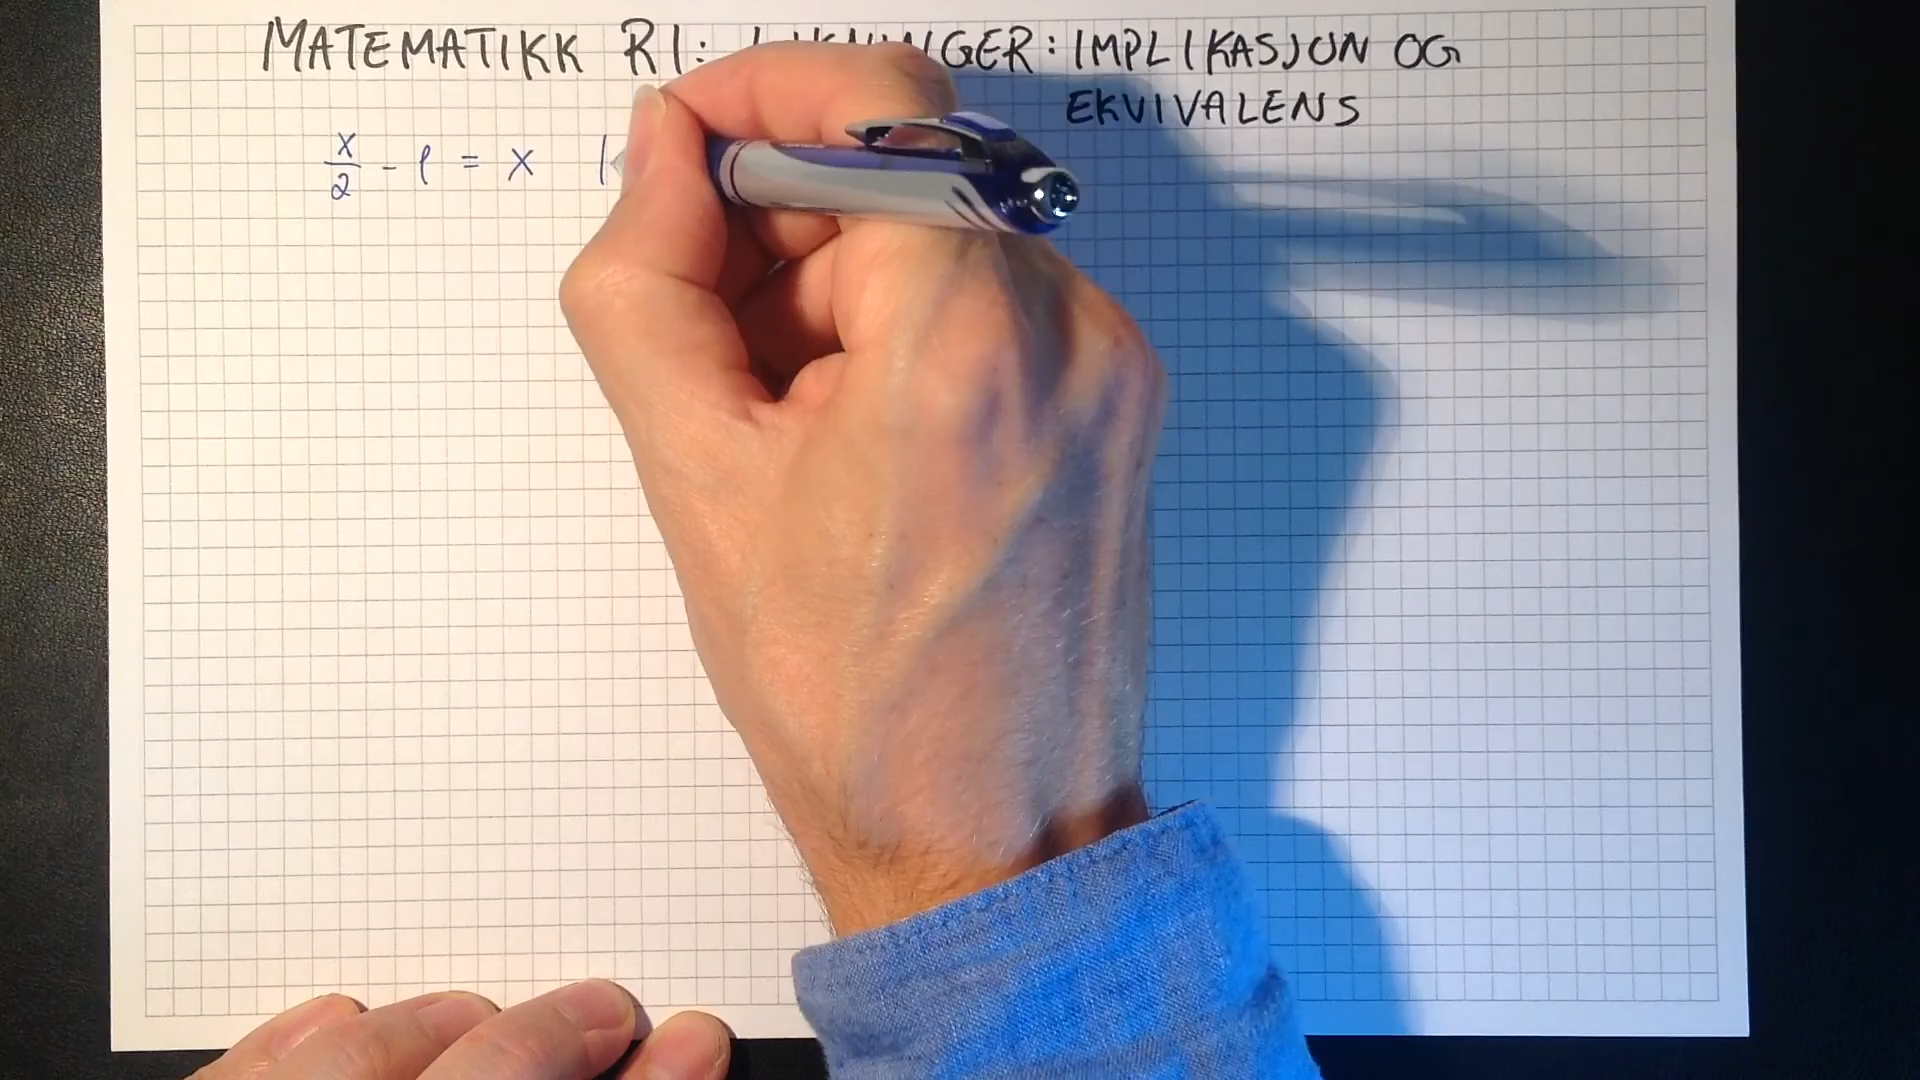 MATEMATIKK R1: GER: IMPLIKASJON OG
EKVIVALENS
x/2 - 1 = x |